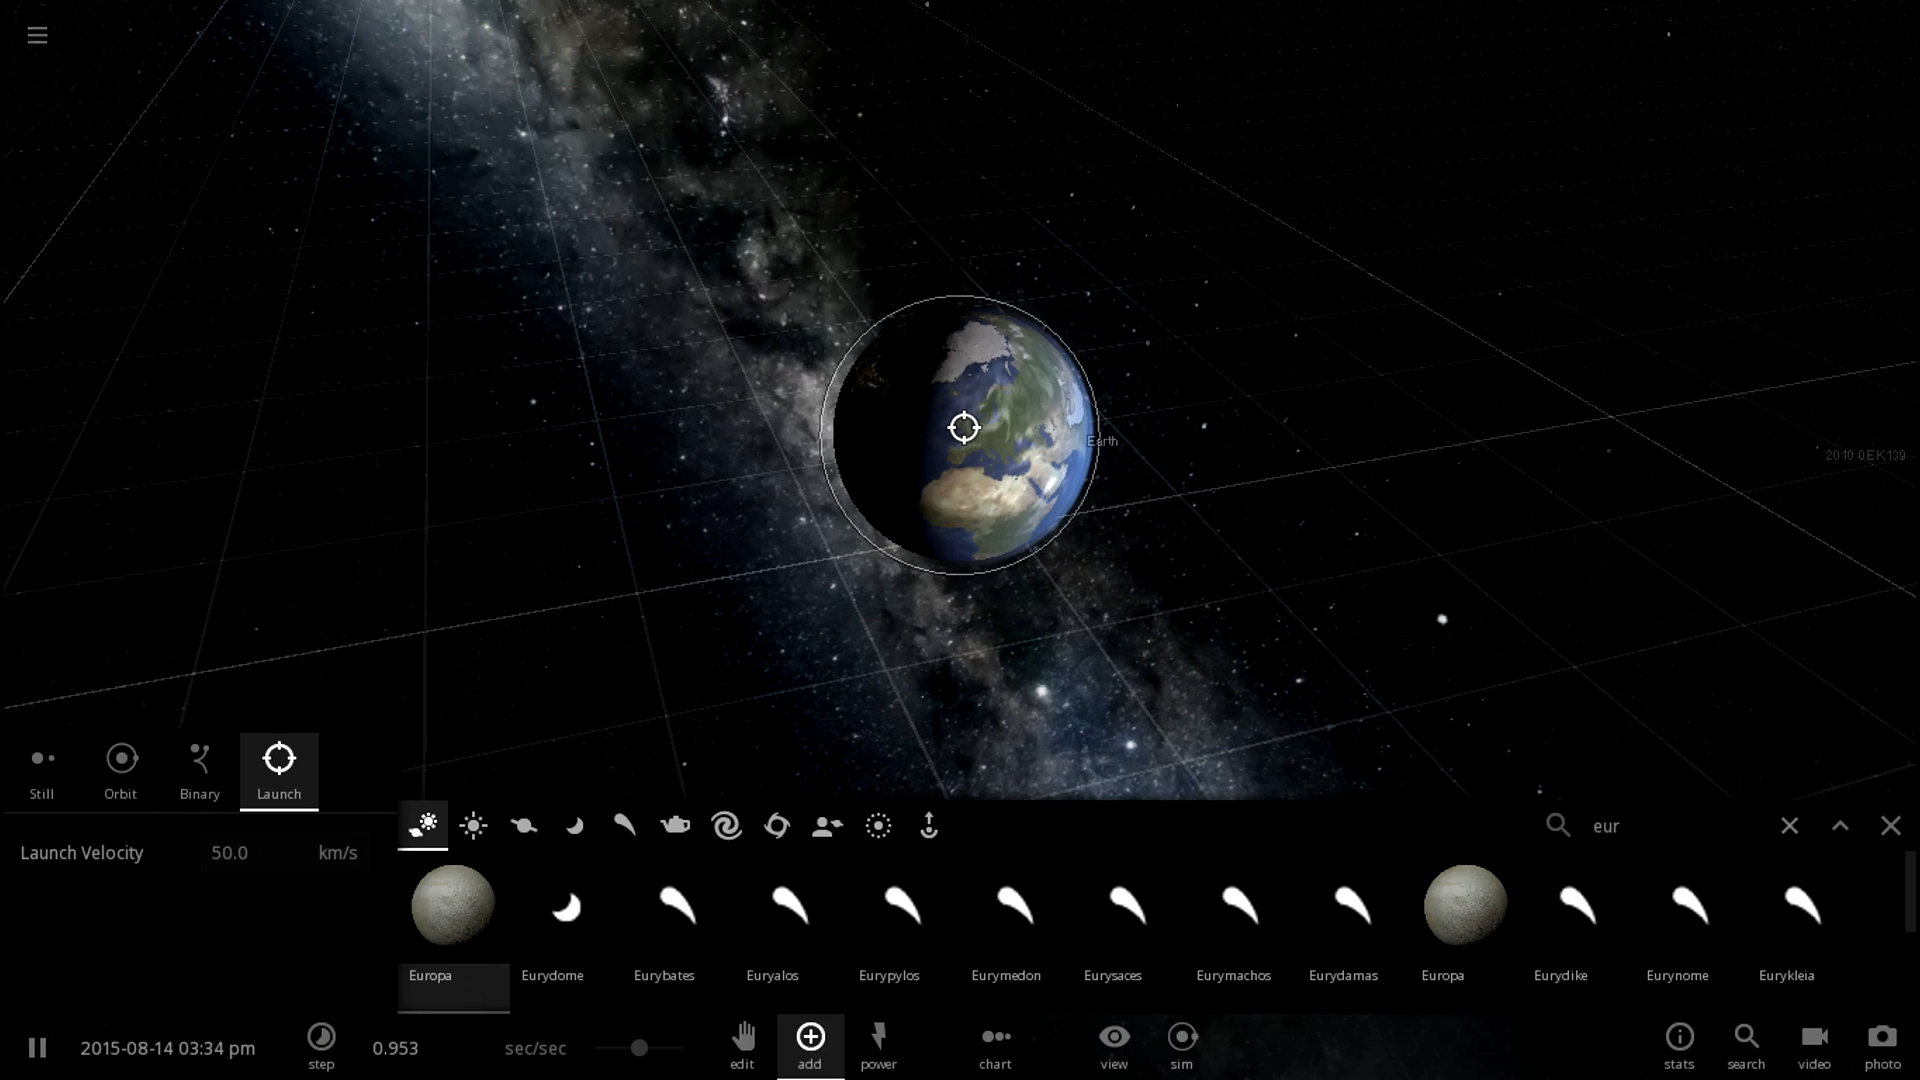 Earth
2010 0EK139
Still Orbit Binary Launch
Launch Velocity 50.0 km/s
eur
Europa Eurydome Eurybates Euryalos Eurypylos Eurymedon Eurysaces Eurymachos Eurydamas Europa Eurydike Eurynome Eurykleia
2015-08-14 03:34 pm step 0.953 sec/sec edit add power chart view sim stats search video photo